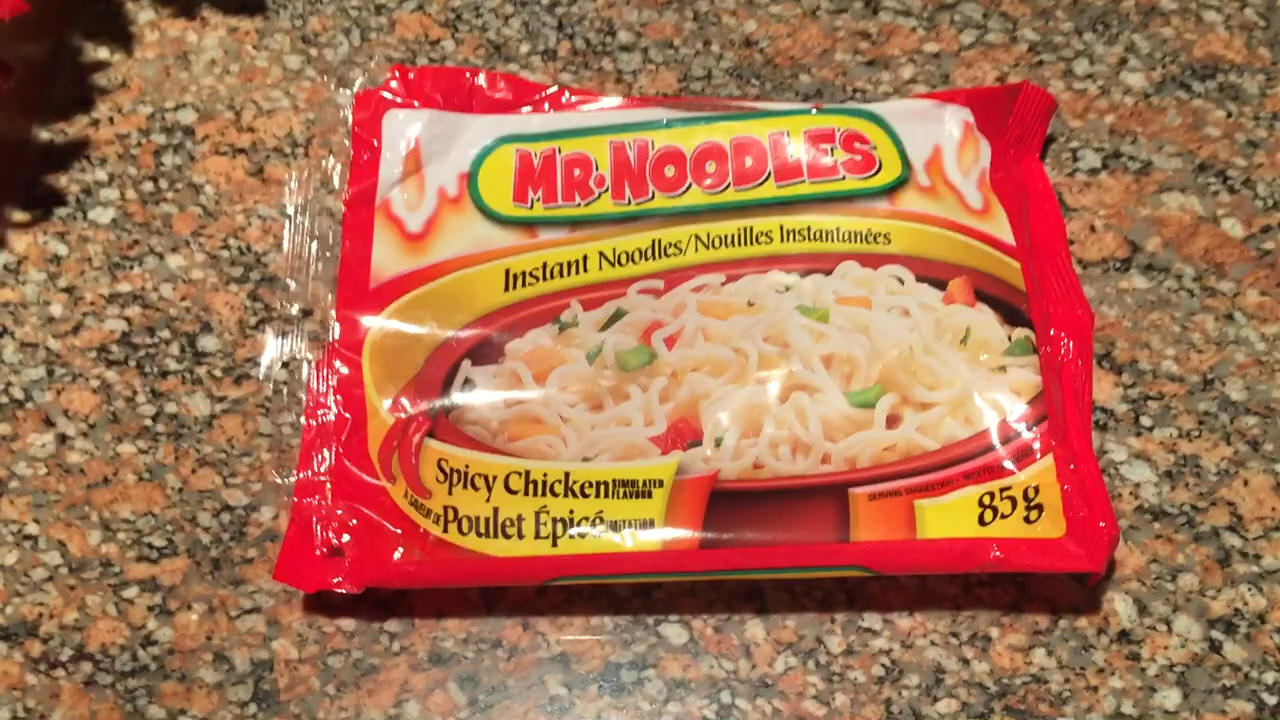 MR. NOODLES
Instant Noodles/Nouilles Instantanées
Spicy Chicken SIMULATED FLAVOUR
À SAVEUR DE Poulet Épicé IMITATION
SERVING SUGGESTION
85g